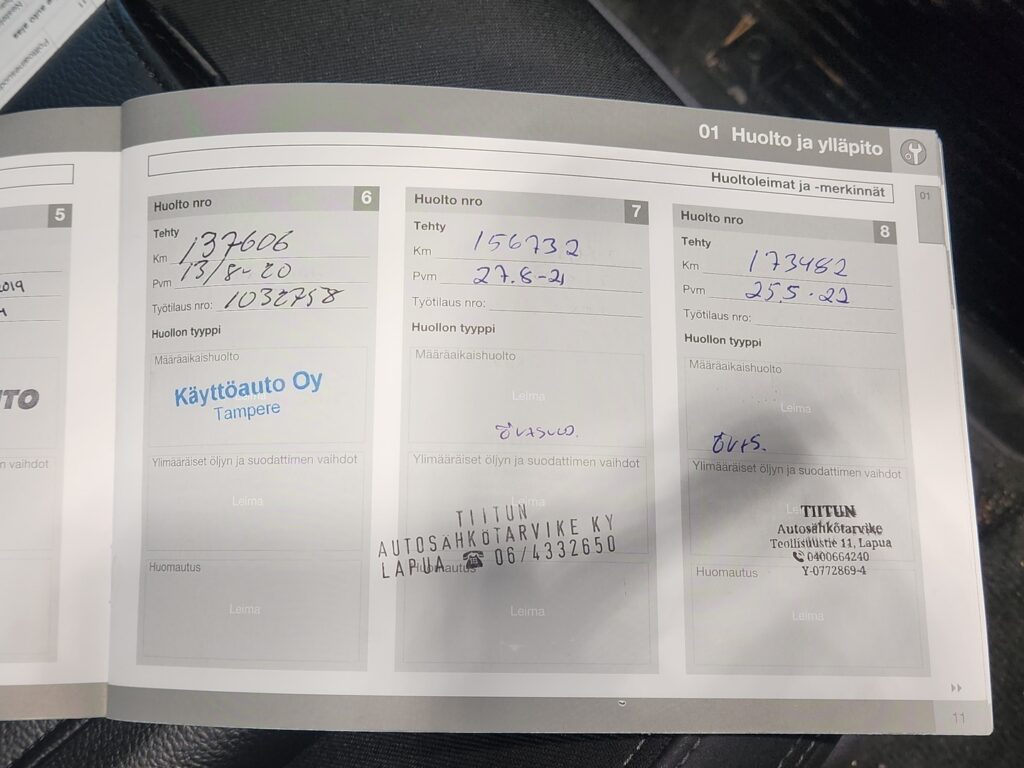 01 Huolto ja ylläpito
Huoltoleimat ja -merkinnät
01
5
2019
Huolto nro 6
Tehty
Km 137606
Pvm 13/8-20
Työtilaus nro: 1032758
Huollon tyyppi
Määräaikaishuolto
Käyttöauto Oy
Tampere
Ylimääräiset öljyn ja suodattimen vaihdot
Leima
Huomautus
Leima
Huolto nro 7
Tehty
Km 156732
Pvm 27.8-21
Työtilaus nro:
Huollon tyyppi
Määräaikaishuolto
Leima
Ylimääräiset öljyn ja suodattimen vaihdot
Leima
TIITUN
AUTOSÄHKÖTARVIKE KY
LAPUA ☎ 06/4332650
Huomautus
Leima
Huolto nro 8
Tehty
Km 173482
Pvm 25.5-22
Työtilaus nro:
Huollon tyyppi
Määräaikaishuolto
Leima
Ylimääräiset öljyn ja suodattimen vaihdot
TIITUN
Autosähkötarvike
Teollisuustie 11, Lapua
0400664240
Y-0772869-4
Huomautus
Leima
11